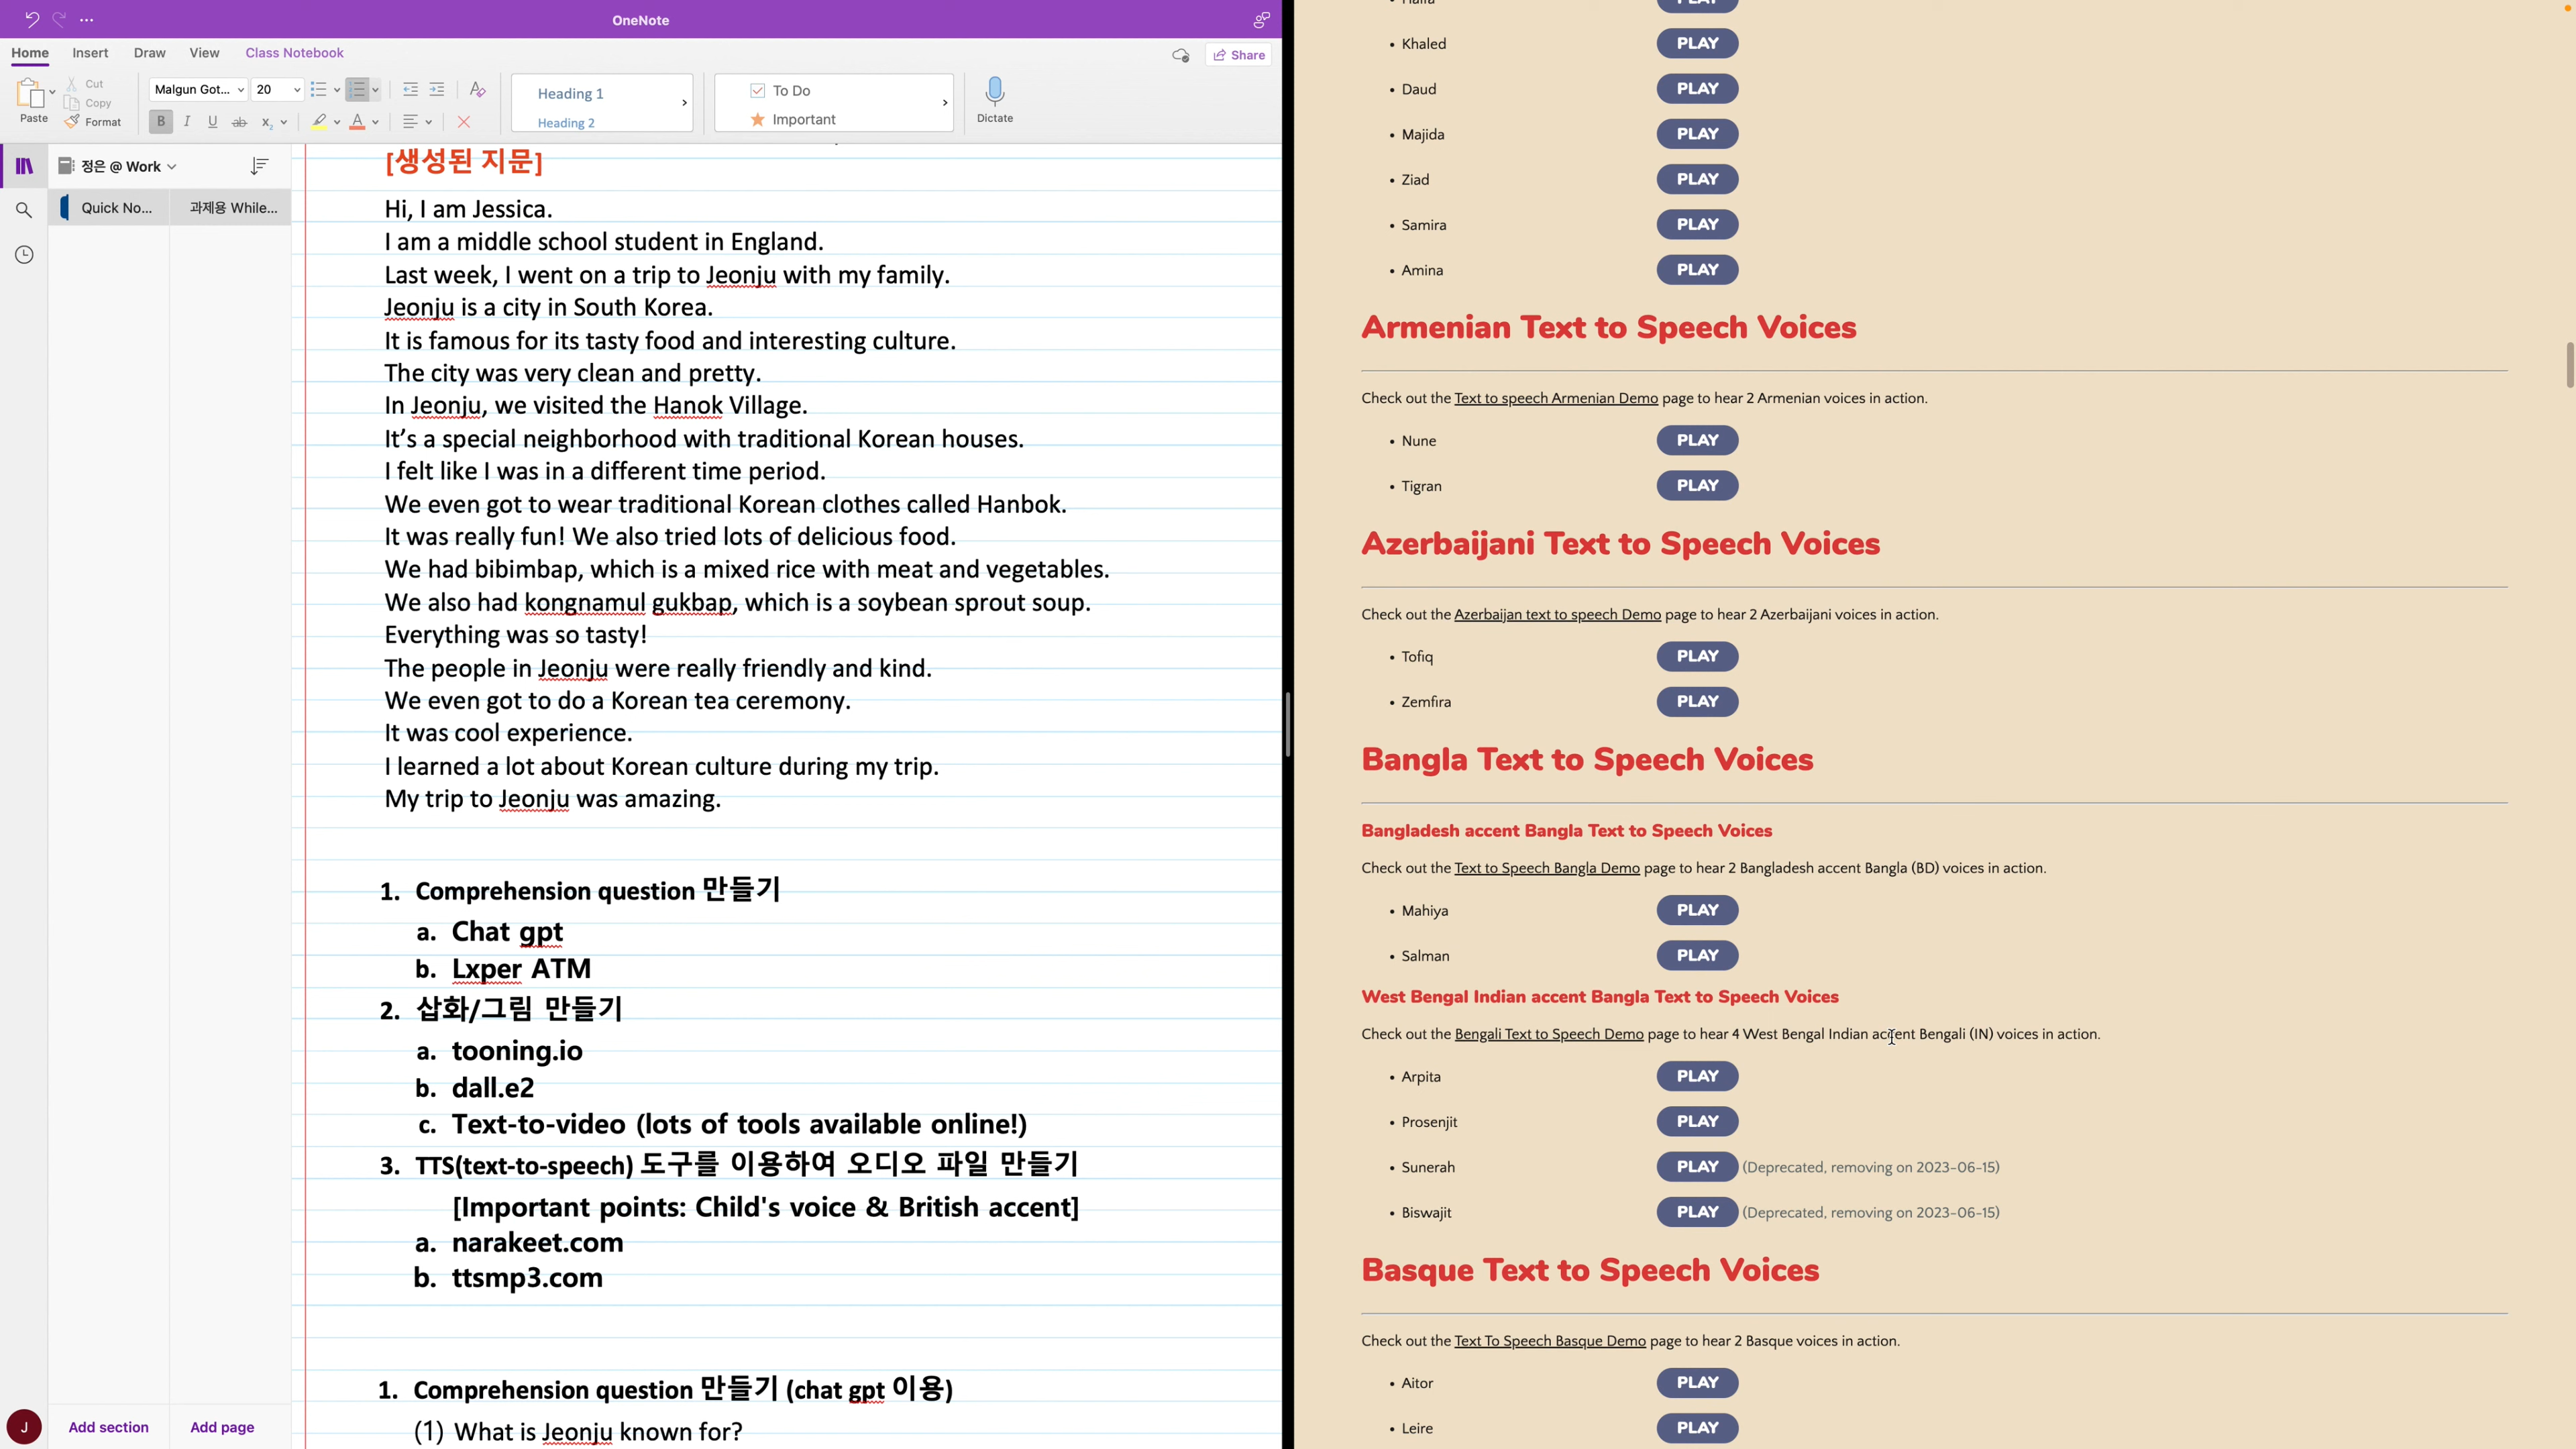 OneNote
Home Insert Draw View Class Notebook
Share
Paste
Cut
Copy
Format
Malgun Got... 20
Heading 1
Heading 2
To Do
Important
Dictate
정은 @ Work
Quick No...
과제용 While...
[생성된 지문]
Hi, I am Jessica.
I am a middle school student in England.
Last week, I went on a trip to Jeonju with my family.
Jeonju is a city in South Korea.
It is famous for its tasty food and interesting culture.
The city was very clean and pretty.
In Jeonju, we visited the Hanok Village.
It’s a special neighborhood with traditional Korean houses.
I felt like I was in a different time period.
We even got to wear traditional Korean clothes called Hanbok.
It was really fun! We also tried lots of delicious food.
We had bibimbap, which is a mixed rice with meat and vegetables.
We also had kongnamul gukbap, which is a soybean sprout soup.
Everything was so tasty!
The people in Jeonju were really friendly and kind.
We even got to do a Korean tea ceremony.
It was cool experience.
I learned a lot about Korean culture during my trip.
My trip to Jeonju was amazing.
1. Comprehension question 만들기
a. Chat gpt
b. Lxper ATM
2. 삽화/그림 만들기
a. tooning.io
b. dall.e2
c. Text-to-video (lots of tools available online!)
3. TTS(text-to-speech) 도구를 이용하여 오디오 파일 만들기
[Important points: Child's voice & British accent]
a. narakeet.com
b. ttsmp3.com
1. Comprehension question 만들기 (chat gpt 이용)
(1) What is Jeonju known for?
J
Add section
Add page
Khaled PLAY
Daud PLAY
Majida PLAY
Ziad PLAY
Samira PLAY
Amina PLAY
Armenian Text to Speech Voices
Check out the Text to speech Armenian Demo page to hear 2 Armenian voices in action.
Nune PLAY
Tigran PLAY
Azerbaijani Text to Speech Voices
Check out the Azerbaijan text to speech Demo page to hear 2 Azerbaijani voices in action.
Tofiq PLAY
Zemfira PLAY
Bangla Text to Speech Voices
Bangladesh accent Bangla Text to Speech Voices
Check out the Text to Speech Bangla Demo page to hear 2 Bangladesh accent Bangla (BD) voices in action.
Mahiya PLAY
Salman PLAY
West Bengal Indian accent Bangla Text to Speech Voices
Check out the Bengali Text to Speech Demo page to hear 4 West Bengal Indian accent Bengali (IN) voices in action.
Arpita PLAY
Prosenjit PLAY
Sunerah PLAY (Deprecated, removing on 2023-06-15)
Biswajit PLAY (Deprecated, removing on 2023-06-15)
Basque Text to Speech Voices
Check out the Text To Speech Basque Demo page to hear 2 Basque voices in action.
Aitor PLAY
Leire PLAY